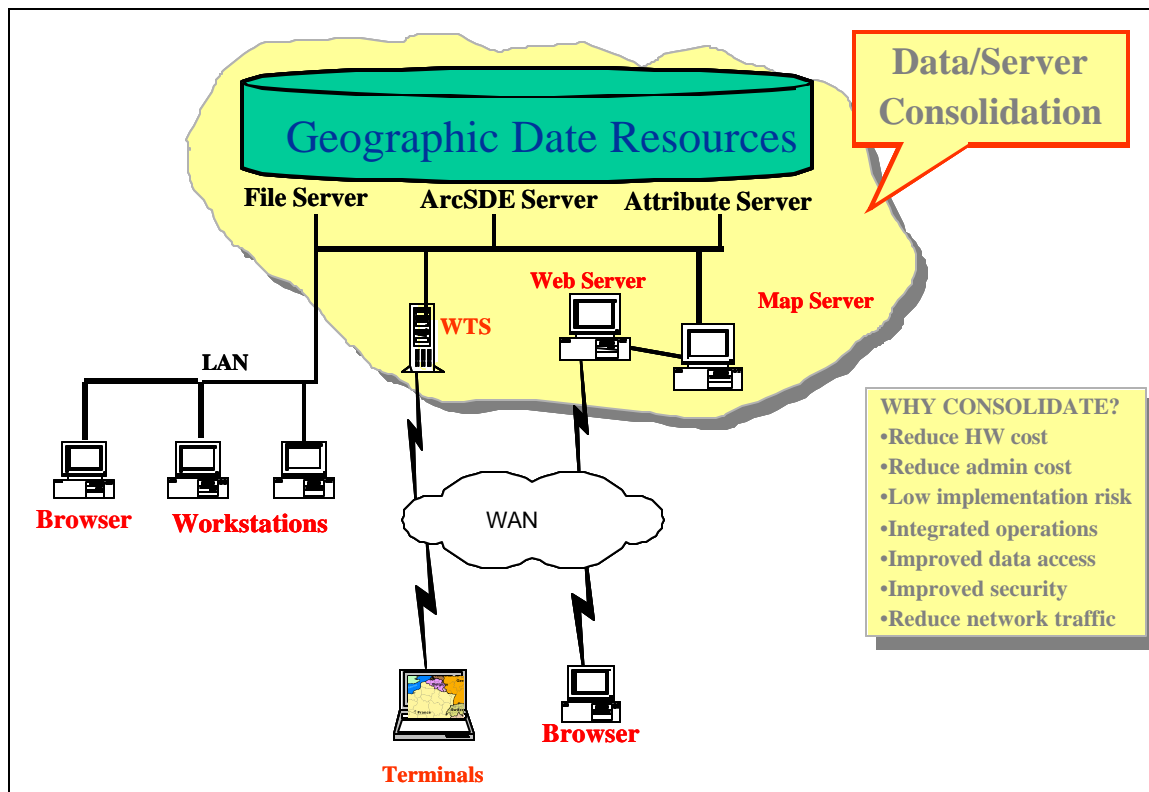 Data/Server
Consolidation
Geographic Date Resources
File Server
ArcSDE Server
Attribute Server
Web Server
Map Server
WTS
LAN
Browser
Workstations
WAN
Terminals
Browser
WHY CONSOLIDATE?
•Reduce HW cost
•Reduce admin cost
•Low implementation risk
•Integrated operations
•Improved data access
•Improved security
•Reduce network traffic